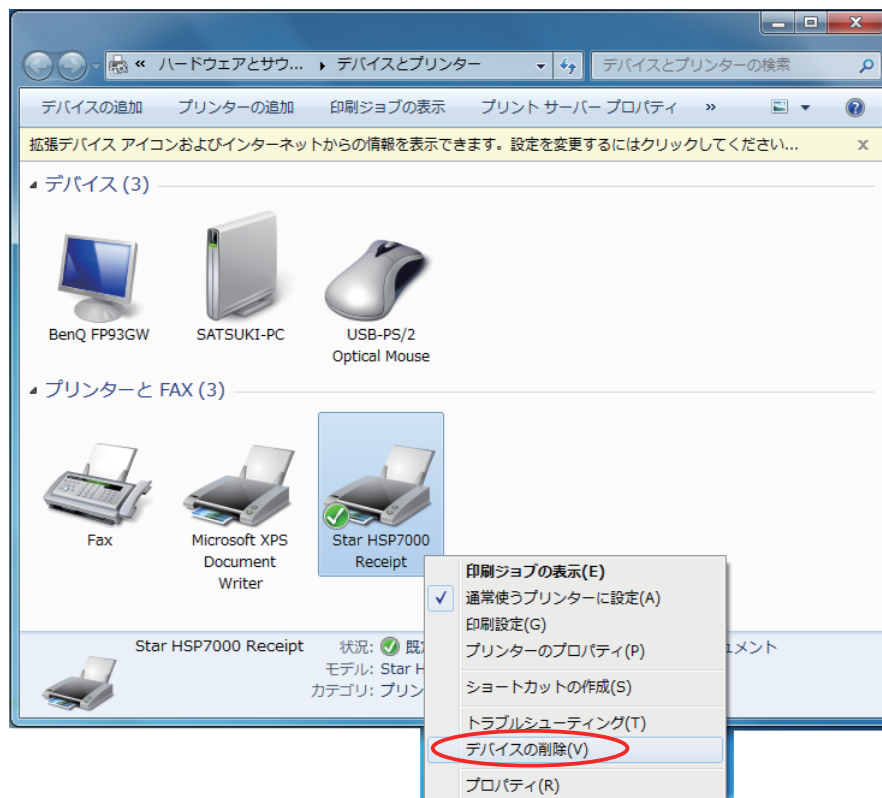 « ハードウェアとサウ... ▸ デバイスとプリンター
デバイスとプリンターの検索
デバイスの追加 プリンターの追加 印刷ジョブの表示 プリント サーバー プロパティ »
拡張デバイス アイコンおよびインターネットからの情報を表示できます。設定を変更するにはクリックしてください... x
デバイス (3)
BenQ FP93GW
SATSUKI-PC
USB-PS/2
Optical Mouse
プリンターと FAX (3)
Fax
Microsoft XPS
Document
Writer
Star HSP7000
Receipt
印刷ジョブの表示(E)
通常使うプリンターに設定(A)
印刷設定(G)
プリンターのプロパティ(P)
ショートカットの作成(S)
トラブルシューティング(T)
デバイスの削除(V)
プロパティ(R)
Star HSP7000 Receipt
状況: 既
モデル: Star H
カテゴリ: プリン
ュメント